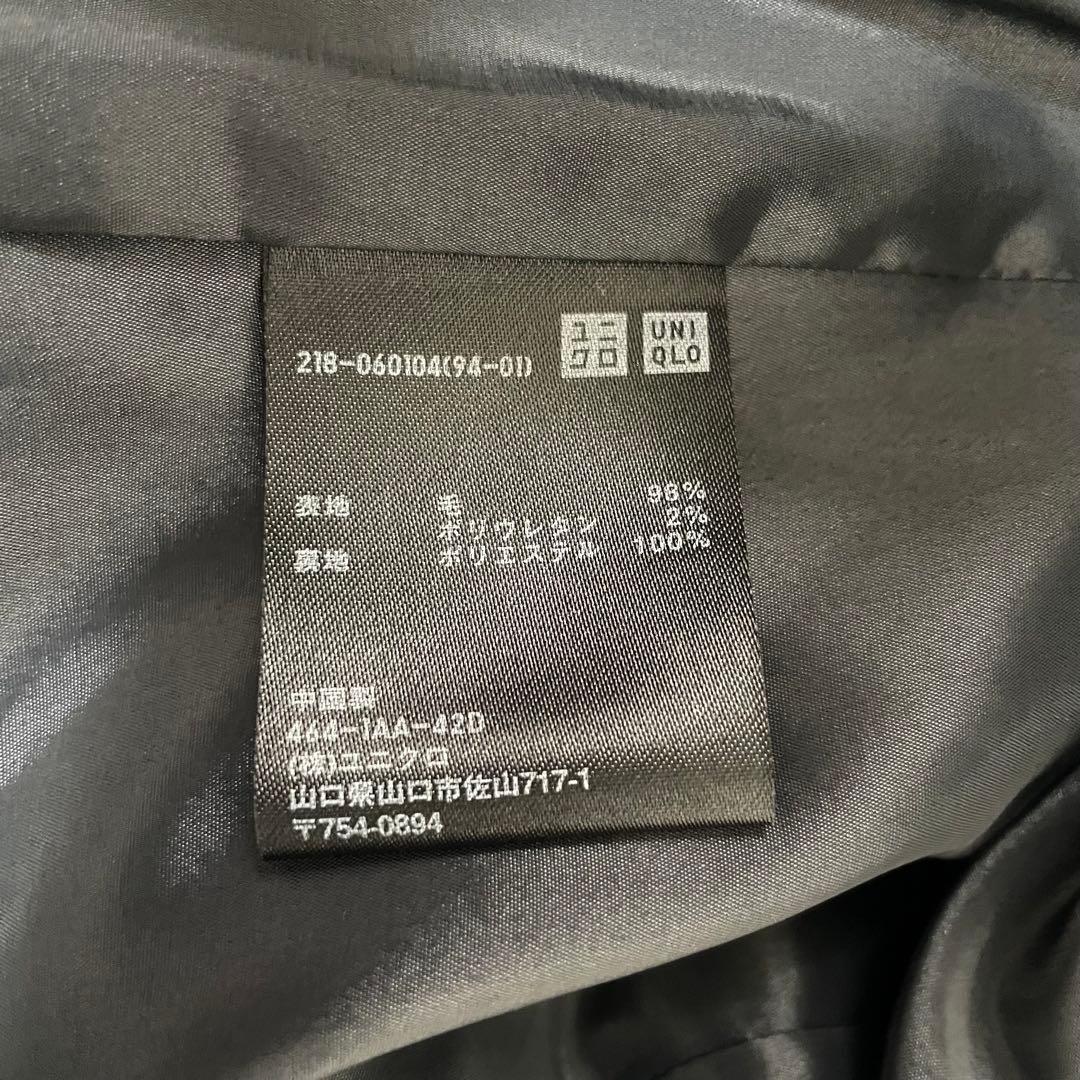 218-060104(94-01)
ユニ
クロ
UNI
QLO
表地 毛 98%
ポリウレタン 2%
裏地 ポリエステル 100%
中国製
464-1AA-42D
(株)ユニクロ
山口県山口市佐山717-1
〒754-0894